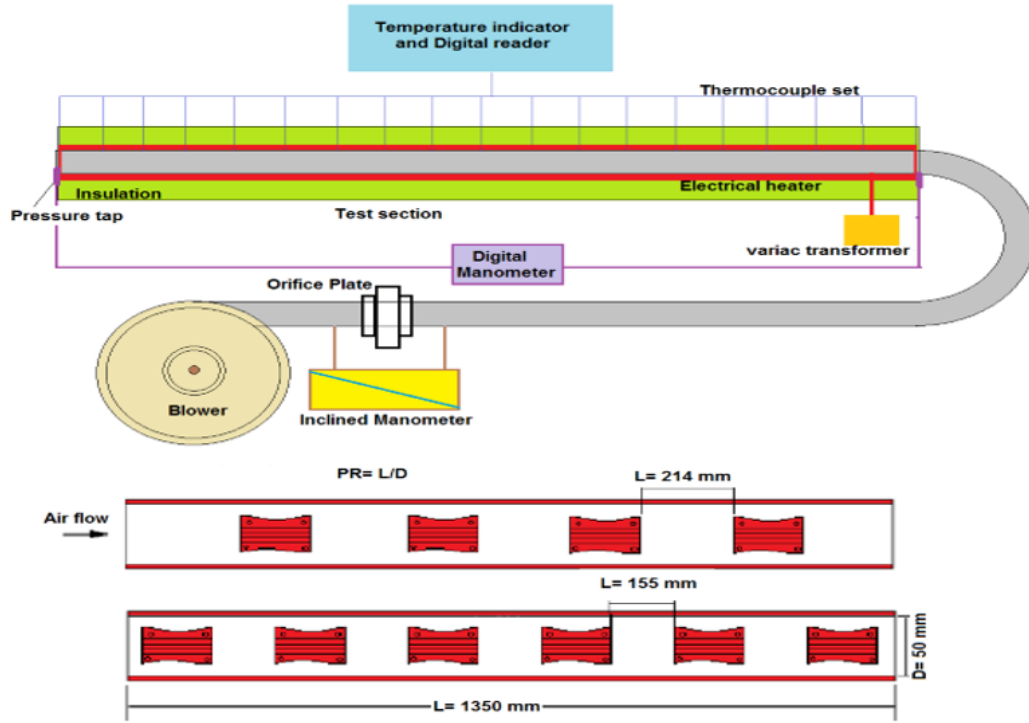 Temperature indicator
and Digital reader
Thermocouple set
Insulation
Electrical heater
Pressure tap
Test section
variac transformer
Digital
Manometer
Orifice Plate
Blower
Inclined Manometer
PR= L/D
L= 214 mm
Air flow
L= 155 mm
D= 50 mm
L= 1350 mm